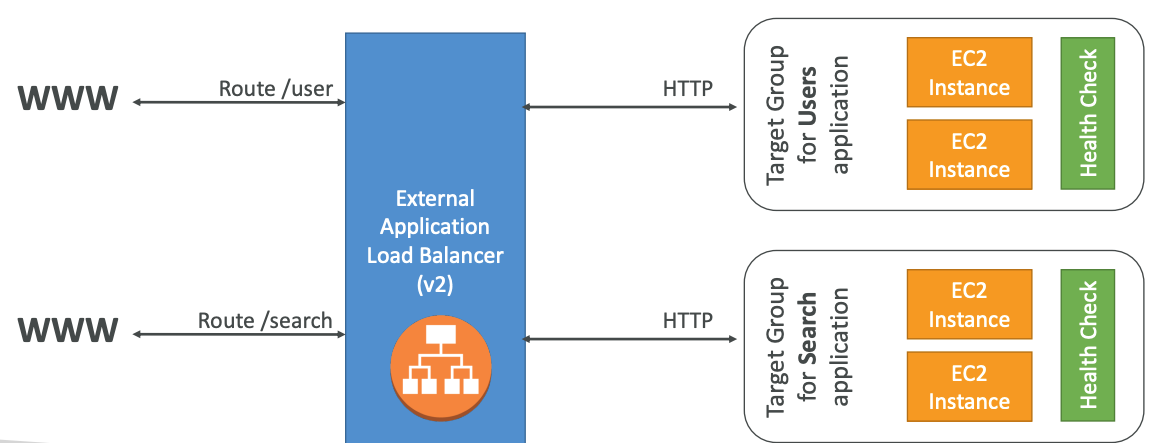 WWW
Route /user
HTTP
Target Group
for Users
application
EC2
Instance
EC2
Instance
Health Check
External
Application
Load Balancer
(v2)
WWW
Route /search
HTTP
Target Group
for Search
application
EC2
Instance
EC2
Instance
Health Check